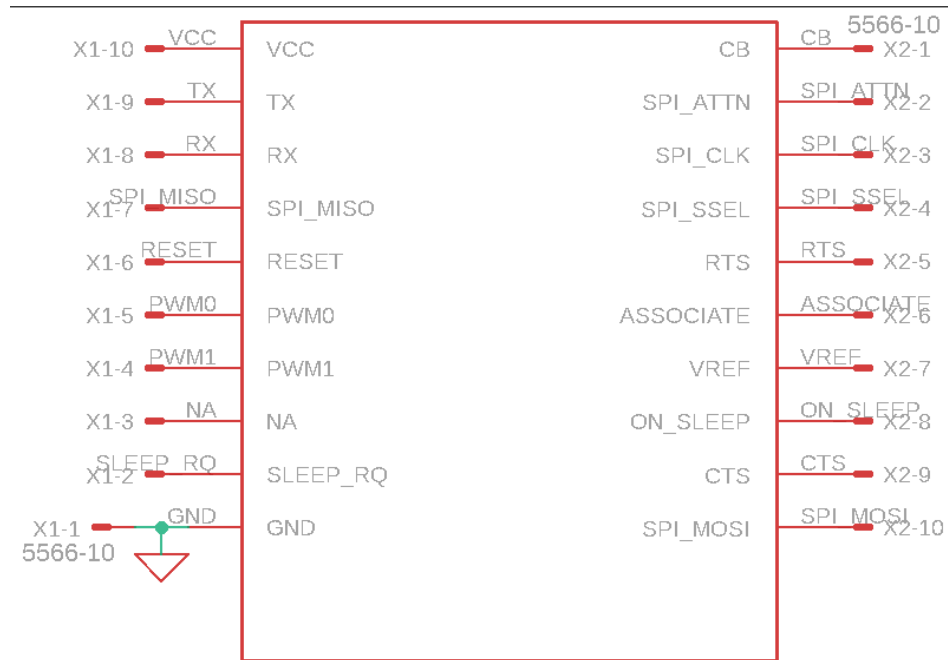 5566-10
X1-10 VCC VCC CB CB X2-1
X1-9 TX TX SPI_ATTN SPI_ATTN X2-2
X1-8 RX RX SPI_CLK SPI_CLK X2-3
X1-7 SPI_MISO SPI_MISO SPI_SSEL SPI_SSEL X2-4
X1-6 RESET RESET RTS RTS X2-5
X1-5 PWM0 PWM0 ASSOCIATE ASSOCIATE X2-6
X1-4 PWM1 PWM1 VREF VREF X2-7
X1-3 NA NA ON_SLEEP ON_SLEEP X2-8
X1-2 SLEEP_RQ SLEEP_RQ CTS CTS X2-9
X1-1 GND GND SPI_MOSI SPI_MOSI X2-10
5566-10